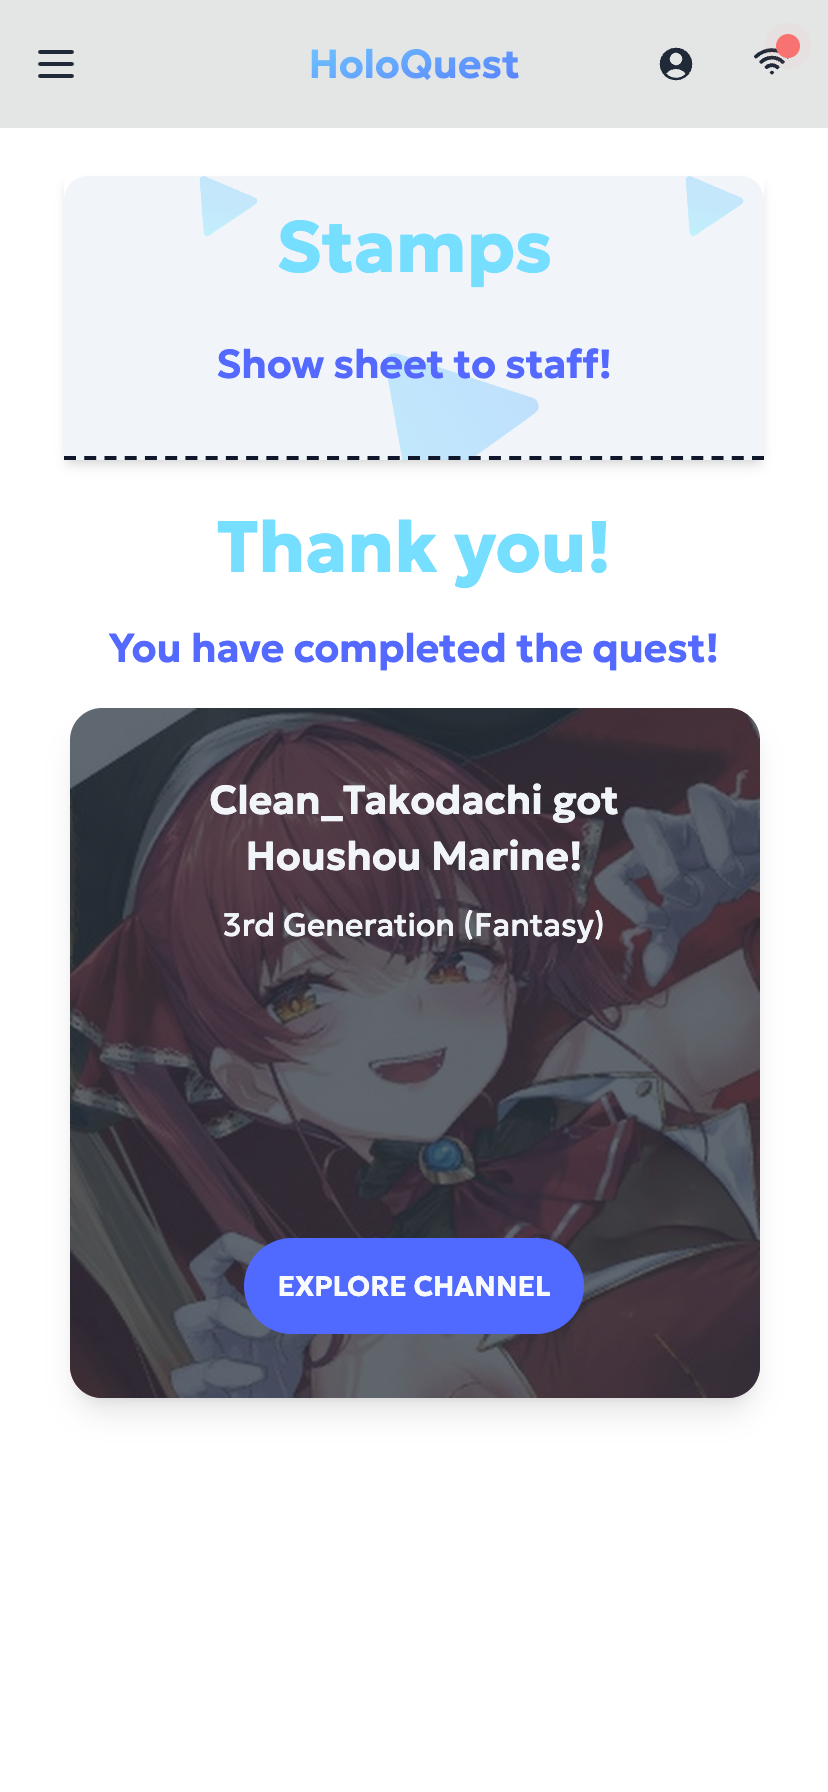 HoloQuest
Stamps
Show sheet to staff!
Thank you!
You have completed the quest!
Clean_Takodachi got
Houshou Marine!
3rd Generation (Fantasy)
EXPLORE CHANNEL